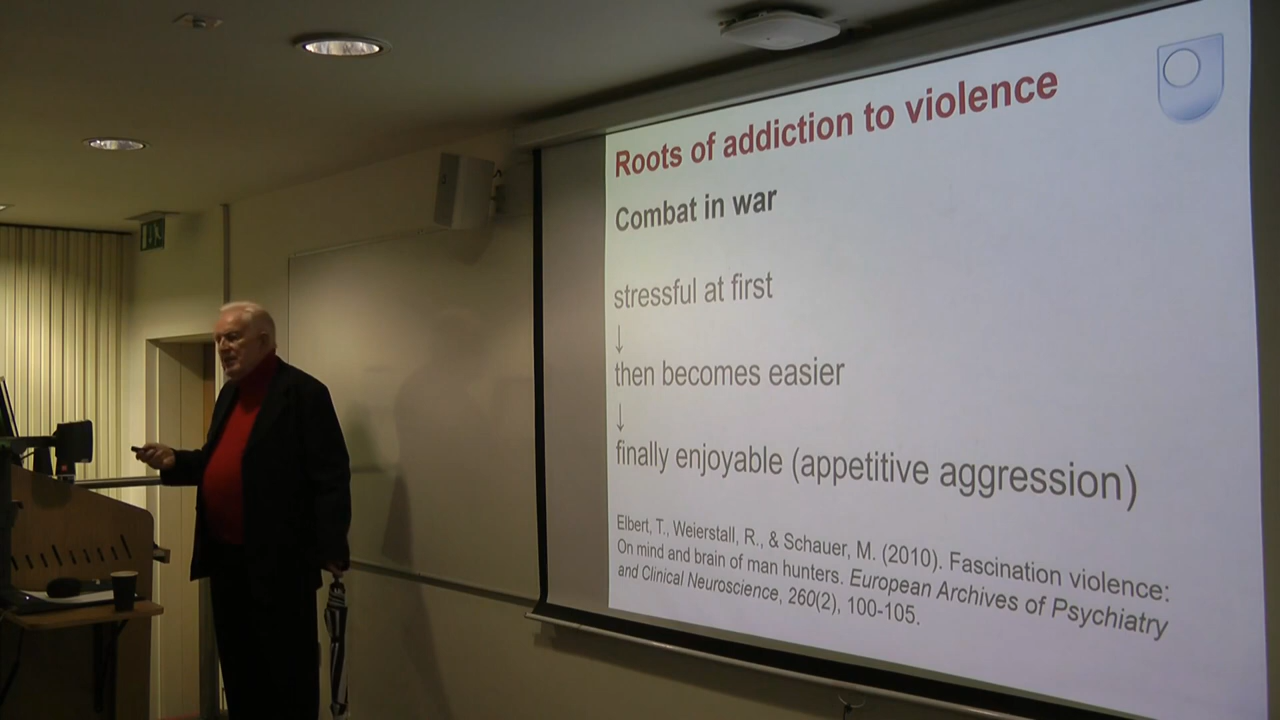 Roots of addiction to violence
Combat in war
stressful at first
↓
then becomes easier
↓
finally enjoyable (appetitive aggression)
Elbert, T., Weierstall, R., & Schauer, M. (2010). Fascination violence:
On mind and brain of man hunters. European Archives of Psychiatry
and Clinical Neuroscience, 260(2), 100-105.